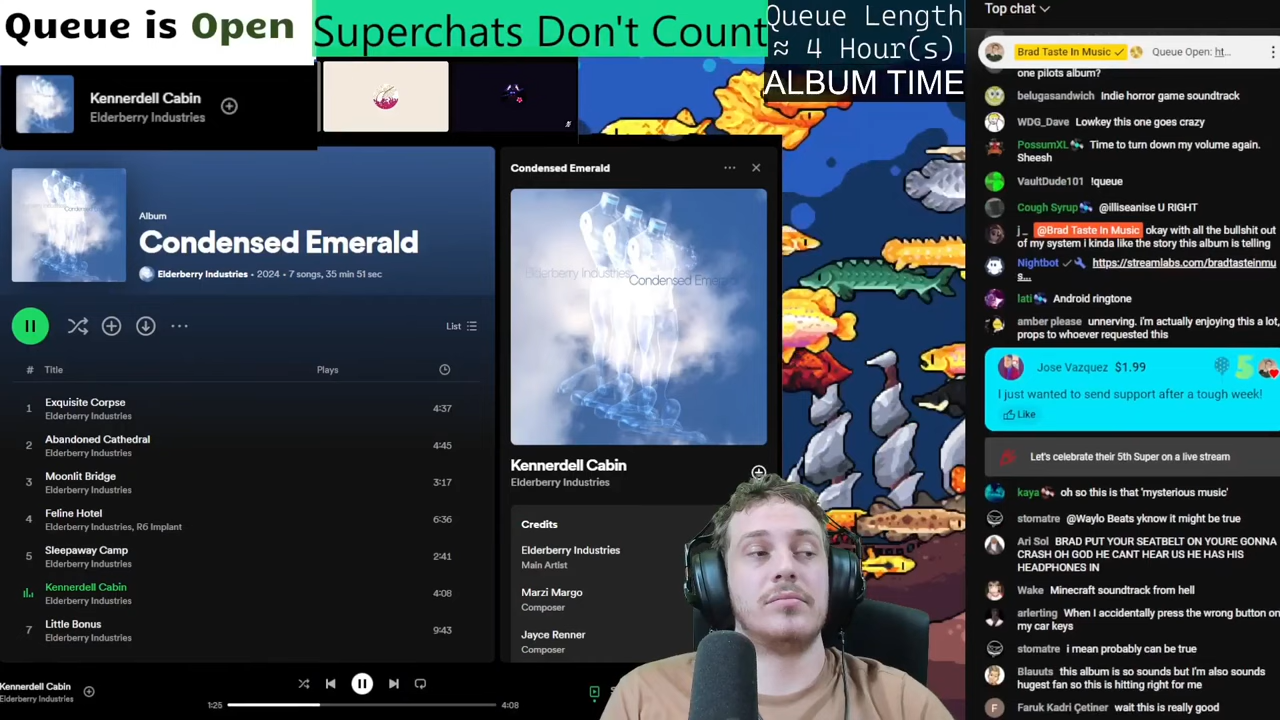 Queue is Open
Superchats Don't Count
Queue Length
≈ 4 Hour(s)
ALBUM TIME
Kennerdell Cabin
Elderberry Industries
Album
Condensed Emerald
Elderberry Industries • 2024 • 7 songs, 35 min 51 sec
List
# Title Plays
1 Exquisite Corpse 4:37
Elderberry Industries
2 Abandoned Cathedral 4:45
Elderberry Industries
3 Moonlit Bridge 3:17
Elderberry Industries
4 Feline Hotel 6:36
Elderberry Industries, R6 Implant
5 Sleepaway Camp 2:41
Elderberry Industries
Kennerdell Cabin 4:08
Elderberry Industries
7 Little Bonus 9:43
Elderberry Industries
Condensed Emerald
Elderberry Industries
Condensed Emerald
Kennerdell Cabin
Elderberry Industries
Credits
Elderberry Industries
Main Artist
Marzi Margo
Composer
Jayce Renner
Composer
Kennerdell Cabin
Elderberry Industries
1:25
4:08
Top chat
Brad Taste In Music Queue Open: ht...
one pilots album?
belugasandwich Indie horror game soundtrack
WDG_Dave Lowkey this one goes crazy
PossumXL Time to turn down my volume again.
Sheesh
VaultDude101 !queue
Cough Syrup @illiseanise U RIGHT
j _ @Brad Taste In Music okay with all the bullshit out
of my system i kinda like the story this album is telling
Nightbot https://streamlabs.com/bradtasteinmu
s...
lati Android ringtone
amber please unnerving. i'm actually enjoying this a lot,
props to whoever requested this
Jose Vazquez $1.99
5
I just wanted to send support after a tough week!
Like
Let's celebrate their 5th Super on a live stream
kaya oh so this is that 'mysterious music'
stomatre @Waylo Beats yknow it might be true
Ari Sol BRAD PUT YOUR SEATBELT ON YOURE GONNA
CRASH OH GOD HE CANT HEAR US HE HAS HIS
HEADPHONES IN
Wake Minecraft soundtrack from hell
arlerting When I accidentally press the wrong button on
my car keys
stomatre i mean probably can be true
Blauuts this album is so sounds but I'm also sounds
hugest fan so this is hitting right for me
F Faruk Kadri Çetiner wait this is really good